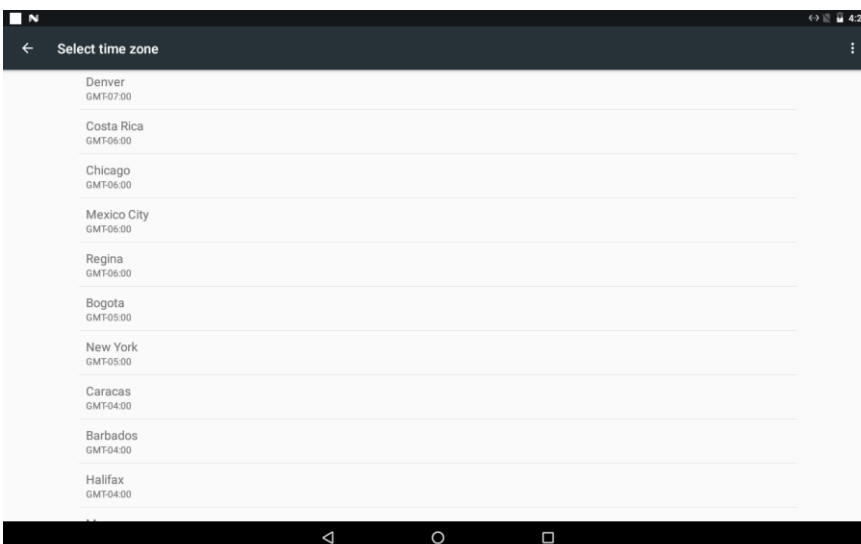 4:2
Select time zone
Denver
GMT-07:00
Costa Rica
GMT-06:00
Chicago
GMT-06:00
Mexico City
GMT-06:00
Regina
GMT-06:00
Bogota
GMT-05:00
New York
GMT-05:00
Caracas
GMT-04:00
Barbados
GMT-04:00
Halifax
GMT-04:00